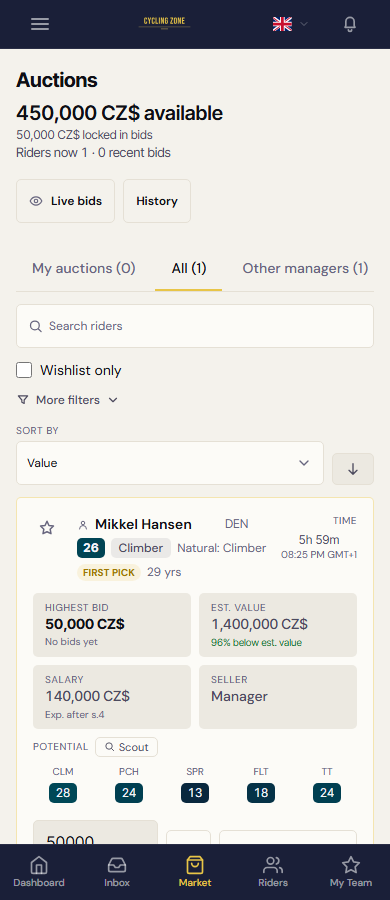 CYCLING ZONE
Auctions
450,000 CZ$ available
50,000 CZ$ locked in bids
Riders now 1 · 0 recent bids
Live bids
History
My auctions (0)
All (1)
Other managers (1)
Search riders
Wishlist only
More filters
SORT BY
Value
Mikkel Hansen
DEN
TIME
26
Climber
Natural: Climber
5h 59m
08:25 PM GMT+1
FIRST PICK
29 yrs
HIGHEST BID
50,000 CZ$
No bids yet
EST. VALUE
1,400,000 CZ$
96% below est. value
SALARY
140,000 CZ$
Exp. after s.4
SELLER
Manager
POTENTIAL
Scout
CLM
PCH
SPR
FLT
TT
28
24
13
18
24
50000
Dashboard
Inbox
Market
Riders
My Team